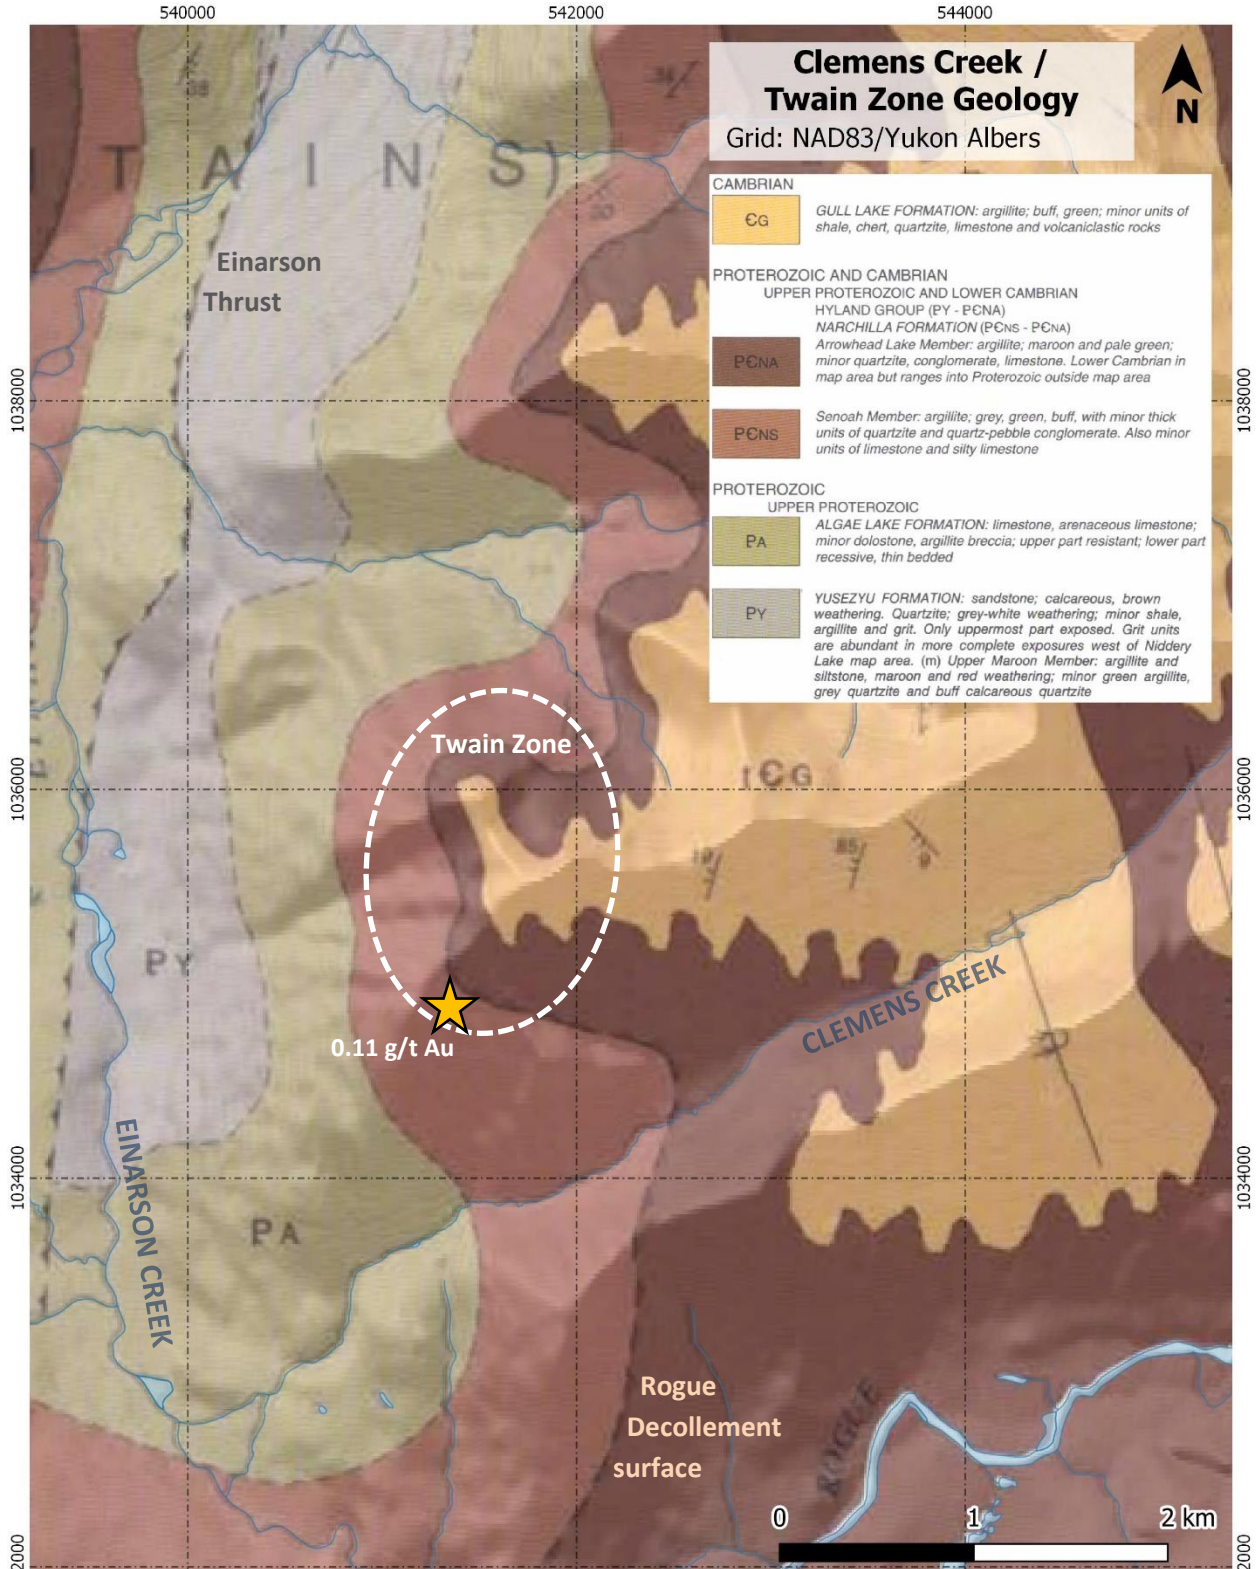 540000
542000
544000
Clemens Creek /
Twain Zone Geology
Grid: NAD83/Yukon Albers
N
CAMBRIAN
ЄG
GULL LAKE FORMATION: argillite; buff, green; minor units of
shale, chert, quartzite, limestone and volcaniclastic rocks
PROTEROZOIC AND CAMBRIAN
UPPER PROTEROZOIC AND LOWER CAMBRIAN
HYLAND GROUP (PY - PЄNA)
NARCHILLA FORMATION (PЄNS - PЄNA)
PЄNA
Arrowhead Lake Member: argillite; maroon and pale green;
minor quartzite, conglomerate, limestone. Lower Cambrian in
map area but ranges into Proterozoic outside map area
PЄNS
Senoah Member: argillite; grey, green, buff, with minor thick
units of quartzite and quartz-pebble conglomerate. Also minor
units of limestone and silty limestone
PROTEROZOIC
UPPER PROTEROZOIC
PA
ALGAE LAKE FORMATION: limestone, arenaceous limestone;
minor dolostone, argillite breccia; upper part resistant; lower part
recessive, thin bedded
PY
YUSEZYU FORMATION: sandstone; calcareous, brown
weathering. Quartzite; grey-white weathering; minor shale,
argillite and grit. Only uppermost part exposed. Grit units
are abundant in more complete exposures west of Niddery
Lake map area. (m) Upper Maroon Member: argillite and
siltstone, maroon and red weathering; minor green argillite,
grey quartzite and buff calcareous quartzite
38
TAINS)
Einarson
Thrust
1038000
1038000
Twain Zone
1036000
1036000
ЄG
19
85
9
PY
CLEMENS CREEK
0.11 g/t Au
EINARSON CREEK
1034000
1034000
PA
Rogue
Decollement
surface
ROGUE
0 1 2 km
2000
2000